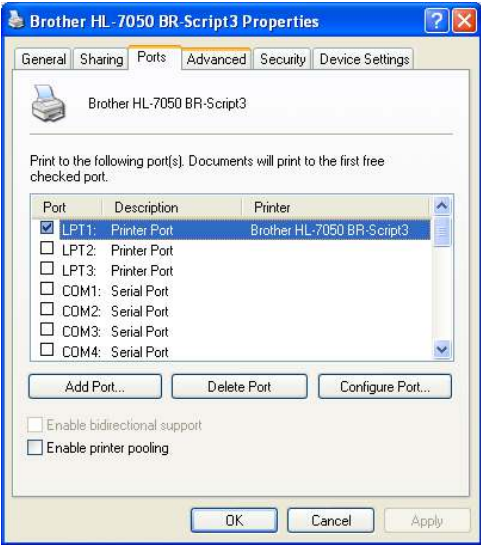 Brother HL-7050 BR-Script3 Properties
General Sharing Ports Advanced Security Device Settings
Brother HL-7050 BR-Script3
Print to the following port(s). Documents will print to the first free
checked port.
Port Description Printer
LPT1: Printer Port Brother HL-7050 BR-Script3
LPT2: Printer Port
LPT3: Printer Port
COM1: Serial Port
COM2: Serial Port
COM3: Serial Port
COM4: Serial Port
Add Port... Delete Port Configure Port...
Enable bidirectional support
Enable printer pooling
OK Cancel Apply